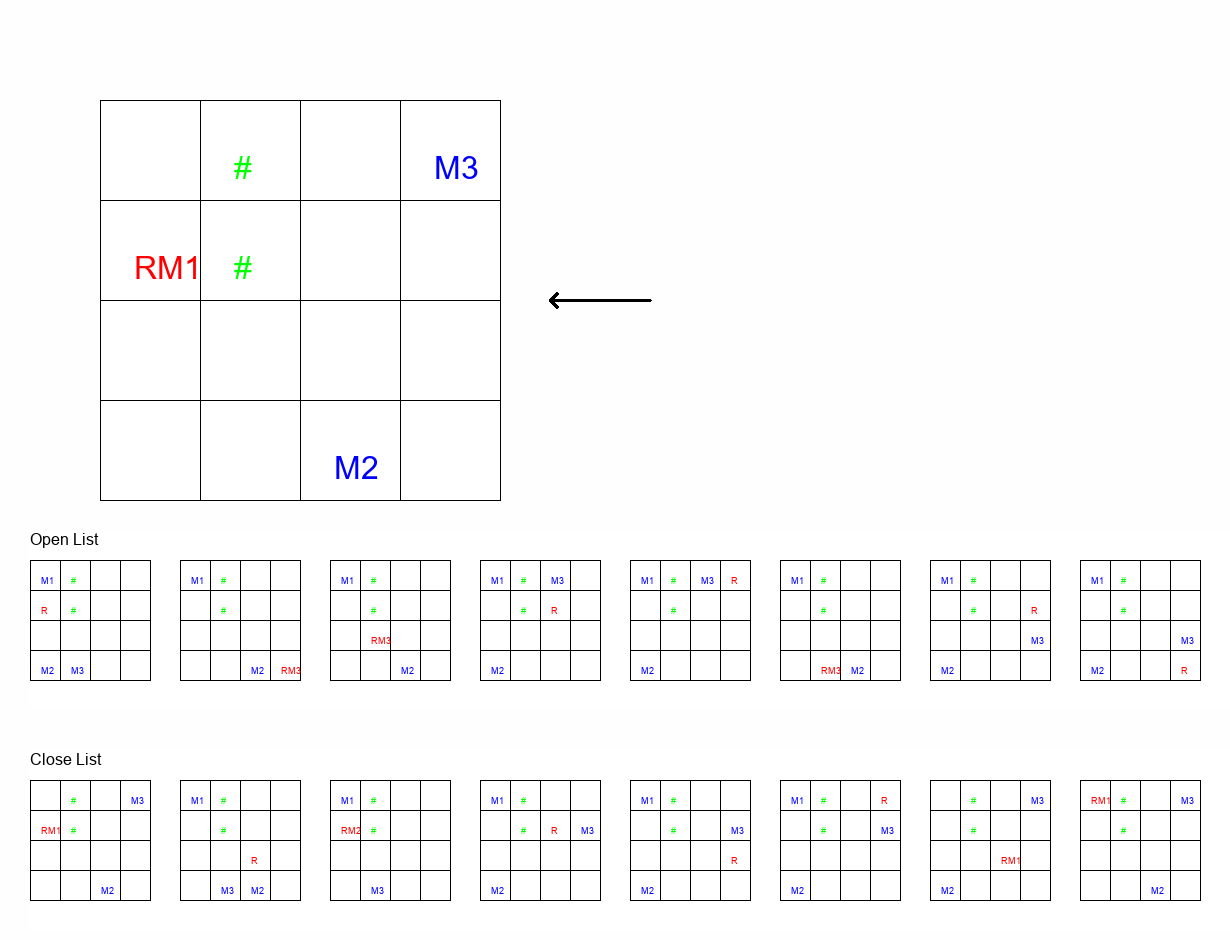 # M3
RM1 #
M2
Open List
M1 # M1 # M1 # M1 # M3 M1 # M3 R M1 # M1 # M1 #
R # # # # R # # # R #
RM3 M3 M3
M2 M3 M2 RM3 M2 M2 M2 RM3 M2 M2 M2 R
Close List
# M3 M1 # M1 # M1 # M1 # M1 # R # M3 RM1 # M3
RM1 # # RM2 # # R M3 # M3 # M3 # #
R R RM1
M2 M3 M2 M3 M2 M2 M2 M2 M2